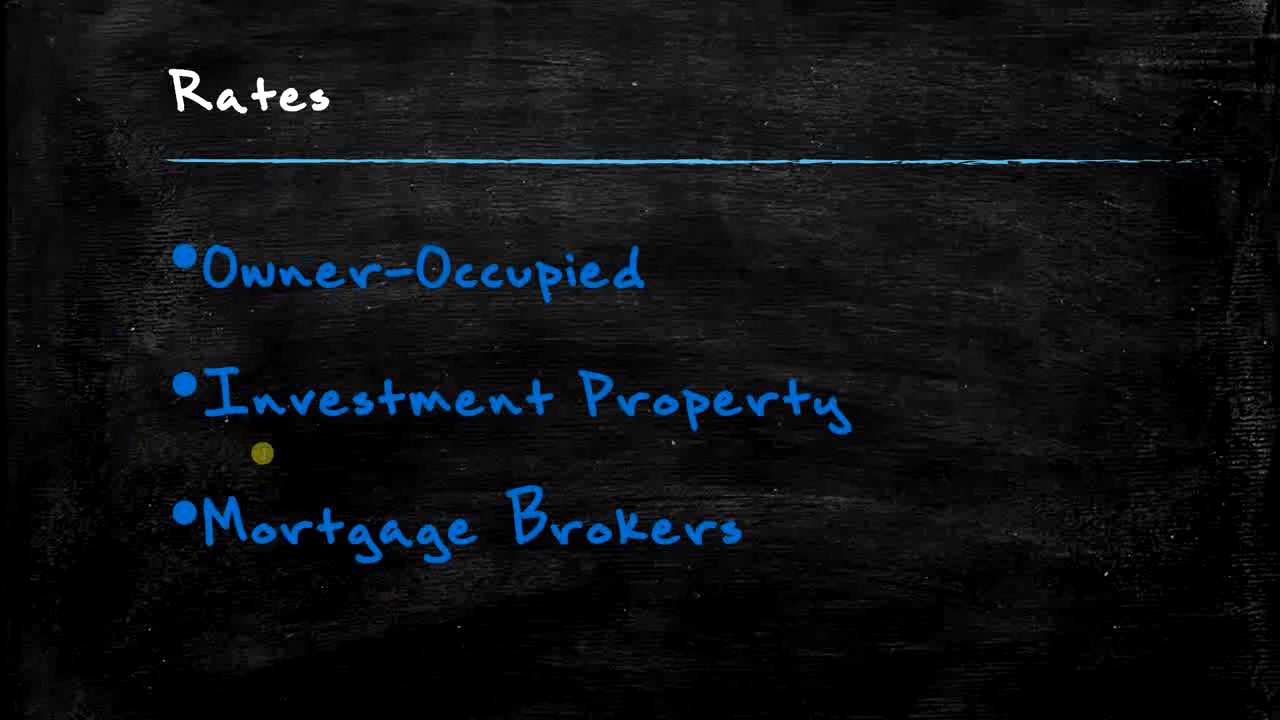 Rates
•Owner-Occupied
•Investment Property
•Mortgage Brokers